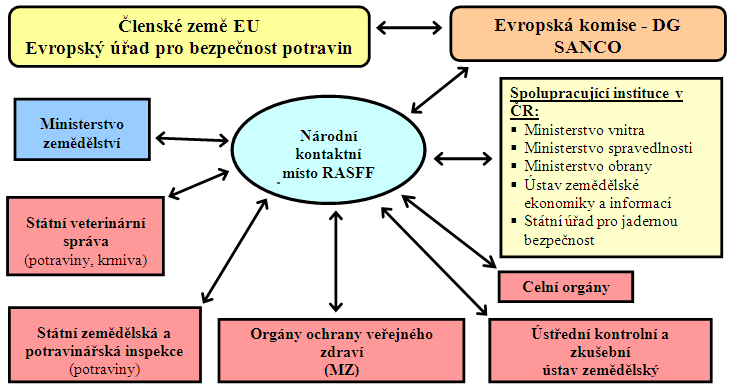 Členské země EU
Evropský úřad pro bezpečnost potravin
Evropská komise - DG
SANCO
Ministerstvo
zemědělství
Národní
kontaktní
místo RASFF
Spolupracující instituce v
ČR:
▪ Ministerstvo vnitra
▪ Ministerstvo spravedlnosti
▪ Ministerstvo obrany
▪ Ústav zemědělské
ekonomiky a informací
▪ Státní úřad pro jadernou
bezpečnost
Státní veterinární
správa
(potraviny, krmiva)
Celní orgány
Státní zemědělská a
potravinářská inspekce
(potraviny)
Orgány ochrany veřejného
zdraví
(MZ)
Ústřední kontrolní a
zkušební
ústav zemědělský